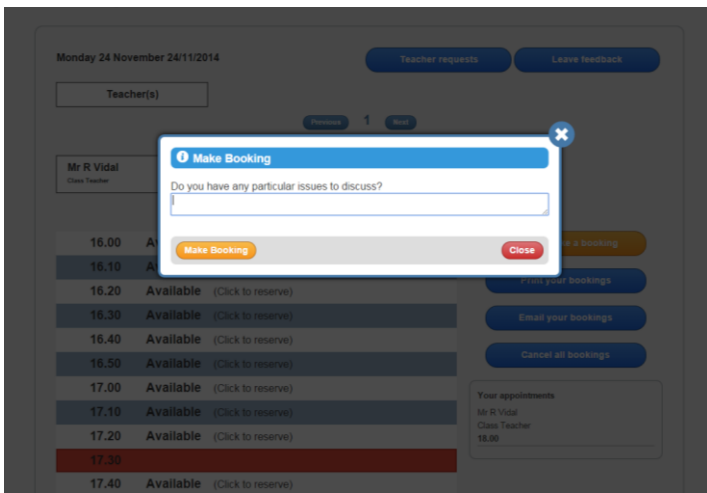 Monday 24 November 24/11/2014
Teacher requests
Leave feedback
Teacher(s)
Previous 1 Next
Mr R Vidal
Class Teacher
Make Booking
Do you have any particular issues to discuss?
Make Booking
Close
16.00
16.10
16.20 Available (Click to reserve)
16.30 Available (Click to reserve)
16.40 Available (Click to reserve)
16.50 Available (Click to reserve)
17.00 Available (Click to reserve)
17.10 Available (Click to reserve)
17.20 Available (Click to reserve)
17.30
17.40 Available (Click to reserve)
a booking
Print your bookings
Email your bookings
Cancel all bookings
Your appointments
Mr R Vidal
Class Teacher
18.00